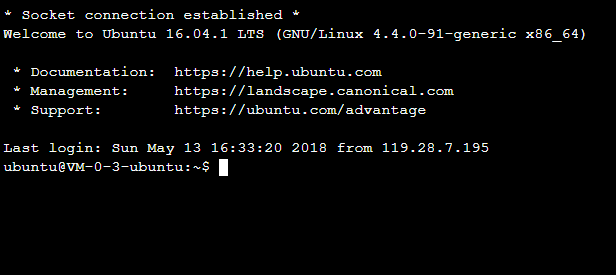 * Socket connection established *
Welcome to Ubuntu 16.04.1 LTS (GNU/Linux 4.4.0-91-generic x86_64)
* Documentation:  https://help.ubuntu.com
* Management:     https://landscape.canonical.com
* Support:        https://ubuntu.com/advantage
Last login: Sun May 13 16:33:20 2018 from 119.28.7.195
ubuntu@VM-0-3-ubuntu:~$